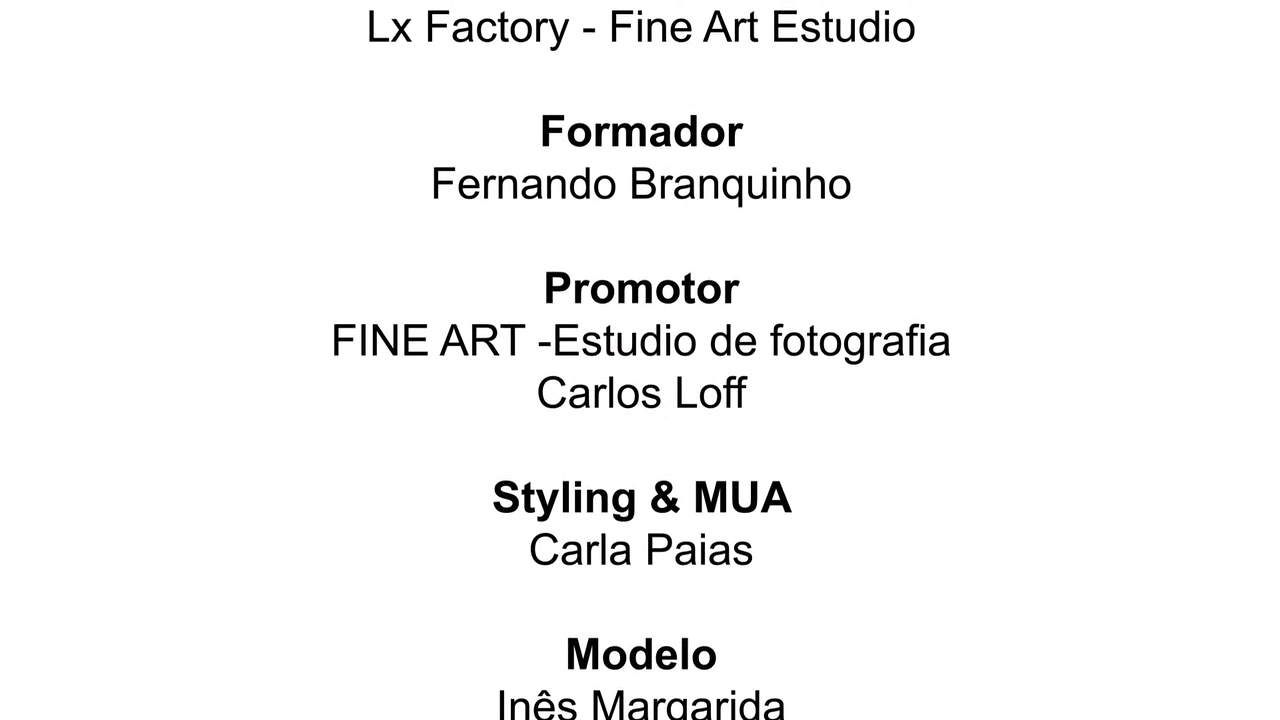 Lx Factory - Fine Art Estudio
Formador
Fernando Branquinho
Promotor
FINE ART -Estudio de fotografia
Carlos Loff
Styling & MUA
Carla Paias
Modelo
Inês Margarida